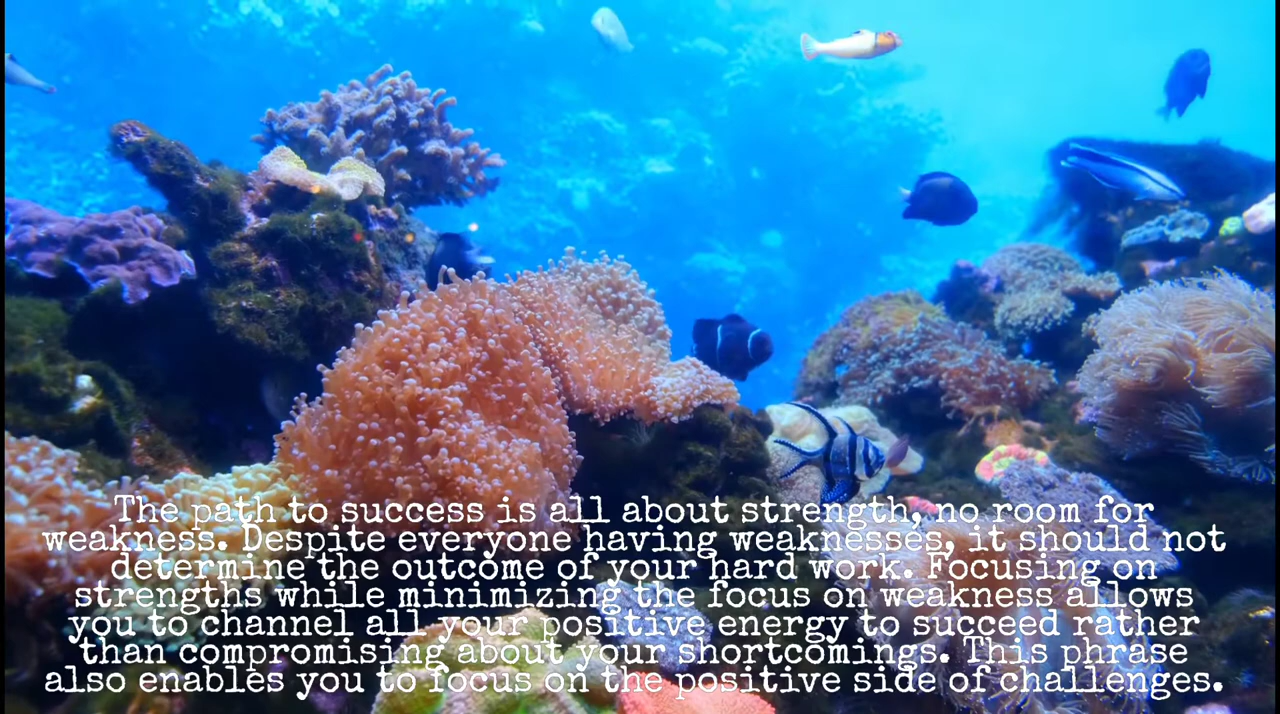 The path to success is all about strength, no room for
weakness. Despite everyone having weaknesses, it should not
determine the outcome of your hard work. Focusing on
strengths while minimizing the focus on weakness allows
you to channel all your positive energy to succeed rather
than compromising about your shortcomings. This phrase
also enables you to focus on the positive side of challenges.